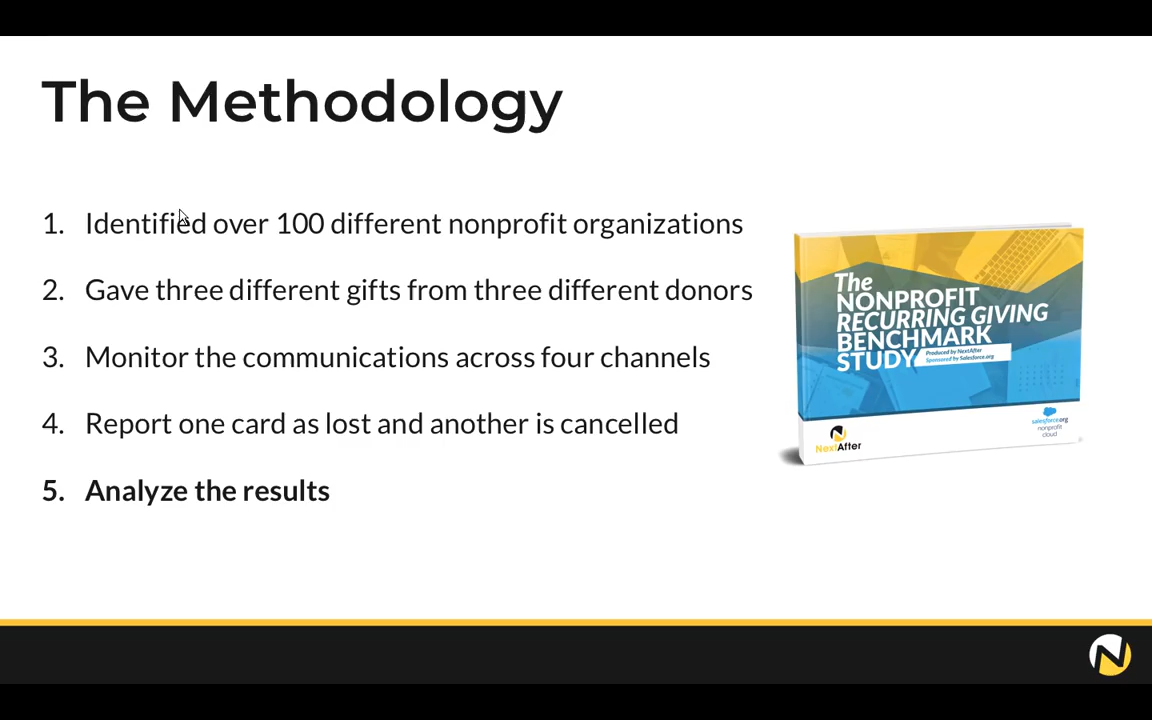 The Methodology
1. Identified over 100 different nonprofit organizations
2. Gave three different gifts from three different donors
3. Monitor the communications across four channels
4. Report one card as lost and another is cancelled
5. Analyze the results
The
NONPROFIT
RECURRING GIVING
BENCHMARK
STUDY
Produced by NextAfter
Sponsored by Salesforce.org
NextAfter
salesforce.org
nonprofit
cloud